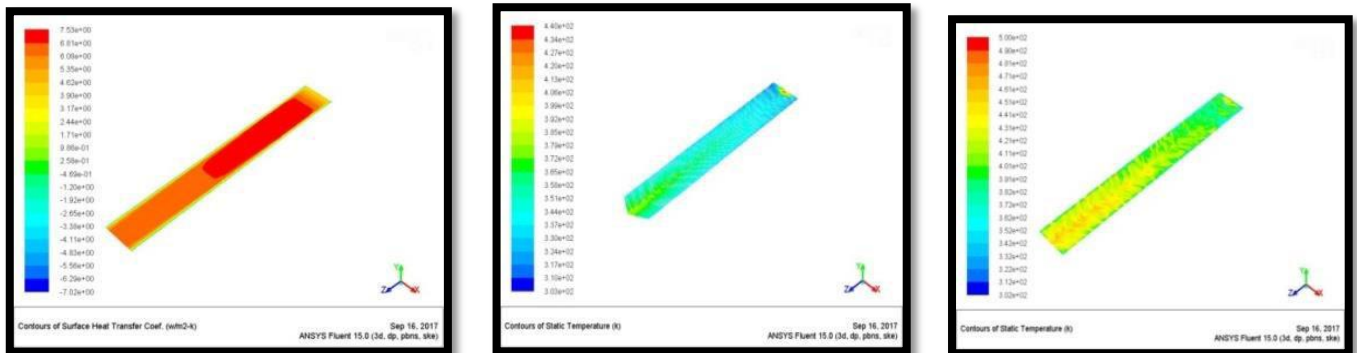 7.53e+00
6.81e+00
6.08e+00
5.35e+00
4.62e+00
3.90e+00
3.17e+00
2.44e+00
1.71e+00
9.86e-01
2.58e-01
-4.69e-01
-1.20e+00
-1.92e+00
-2.65e+00
-3.38e+00
-4.11e+00
-4.83e+00
-5.56e+00
-6.29e+00
-7.02e+00
Y
Z X
Contours of Surface Heat Transfer Coef. (w/m2-k)
Sep 16, 2017
ANSYS Fluent 15.0 (3d, dp, pbns, ske)
4.40e+02
4.34e+02
4.27e+02
4.20e+02
4.13e+02
4.06e+02
3.99e+02
3.92e+02
3.85e+02
3.79e+02
3.72e+02
3.65e+02
3.58e+02
3.51e+02
3.44e+02
3.37e+02
3.30e+02
3.24e+02
3.17e+02
3.10e+02
3.03e+02
Y
Z X
Contours of Static Temperature (k)
Sep 16, 2017
ANSYS Fluent 15.0 (3d, dp, pbns, ske)
5.00e+02
4.90e+02
4.81e+02
4.71e+02
4.61e+02
4.51e+02
4.41e+02
4.31e+02
4.21e+02
4.11e+02
4.01e+02
3.91e+02
3.82e+02
3.72e+02
3.62e+02
3.52e+02
3.42e+02
3.32e+02
3.22e+02
3.12e+02
3.02e+02
Y
Z X
Contours of Static Temperature (k)
Sep 16, 2017
ANSYS Fluent 15.0 (3d, dp, pbns, ske)